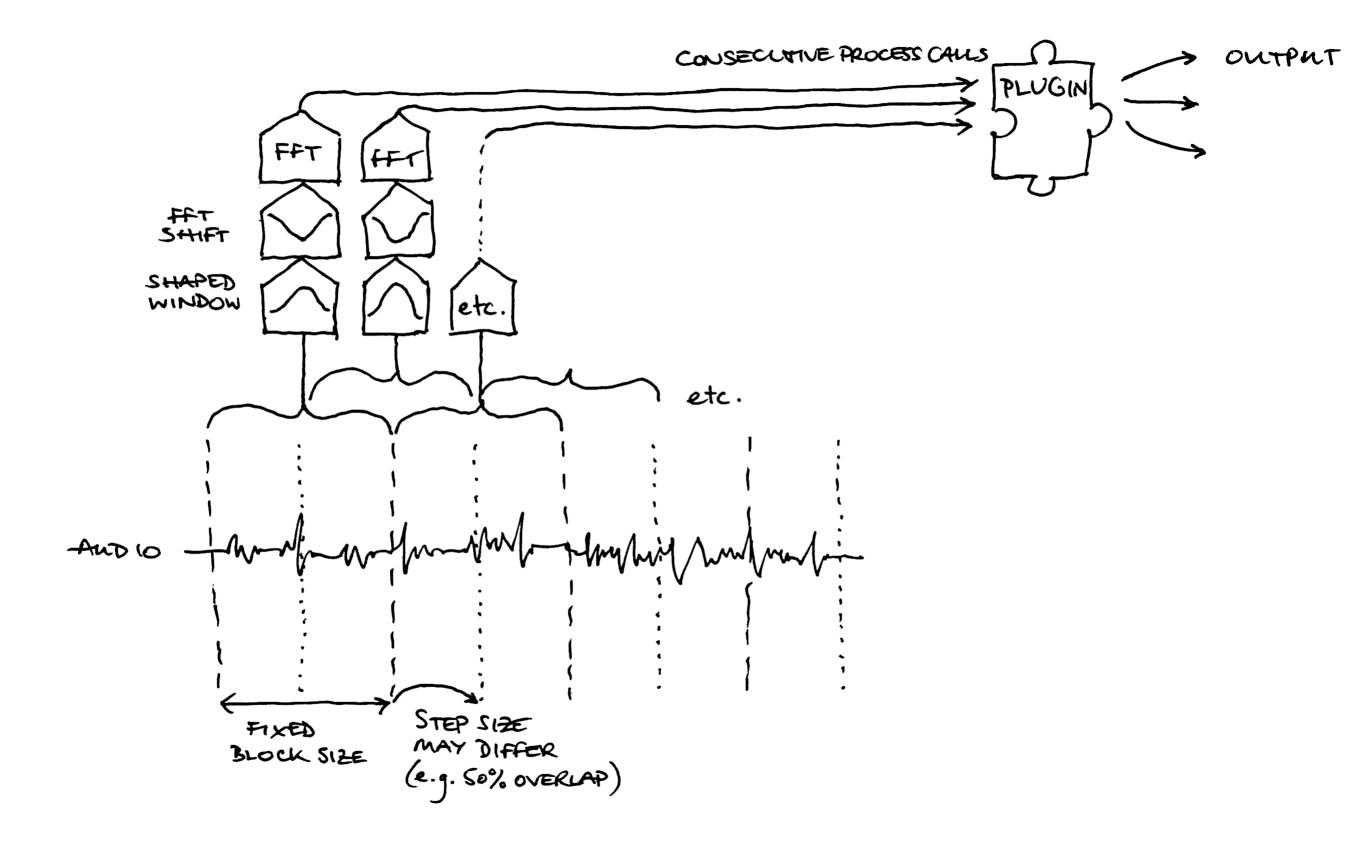 CONSECUTIVE PROCESS CALLS
OUTPUT
PLUGIN
FFT
FFT
FFT
SHIFT
SHAPED
WINDOW
etc.
etc.
AUDIO
FIXED
BLOCK SIZE
STEP SIZE
MAY DIFFER
(e.g. 50% OVERLAP)